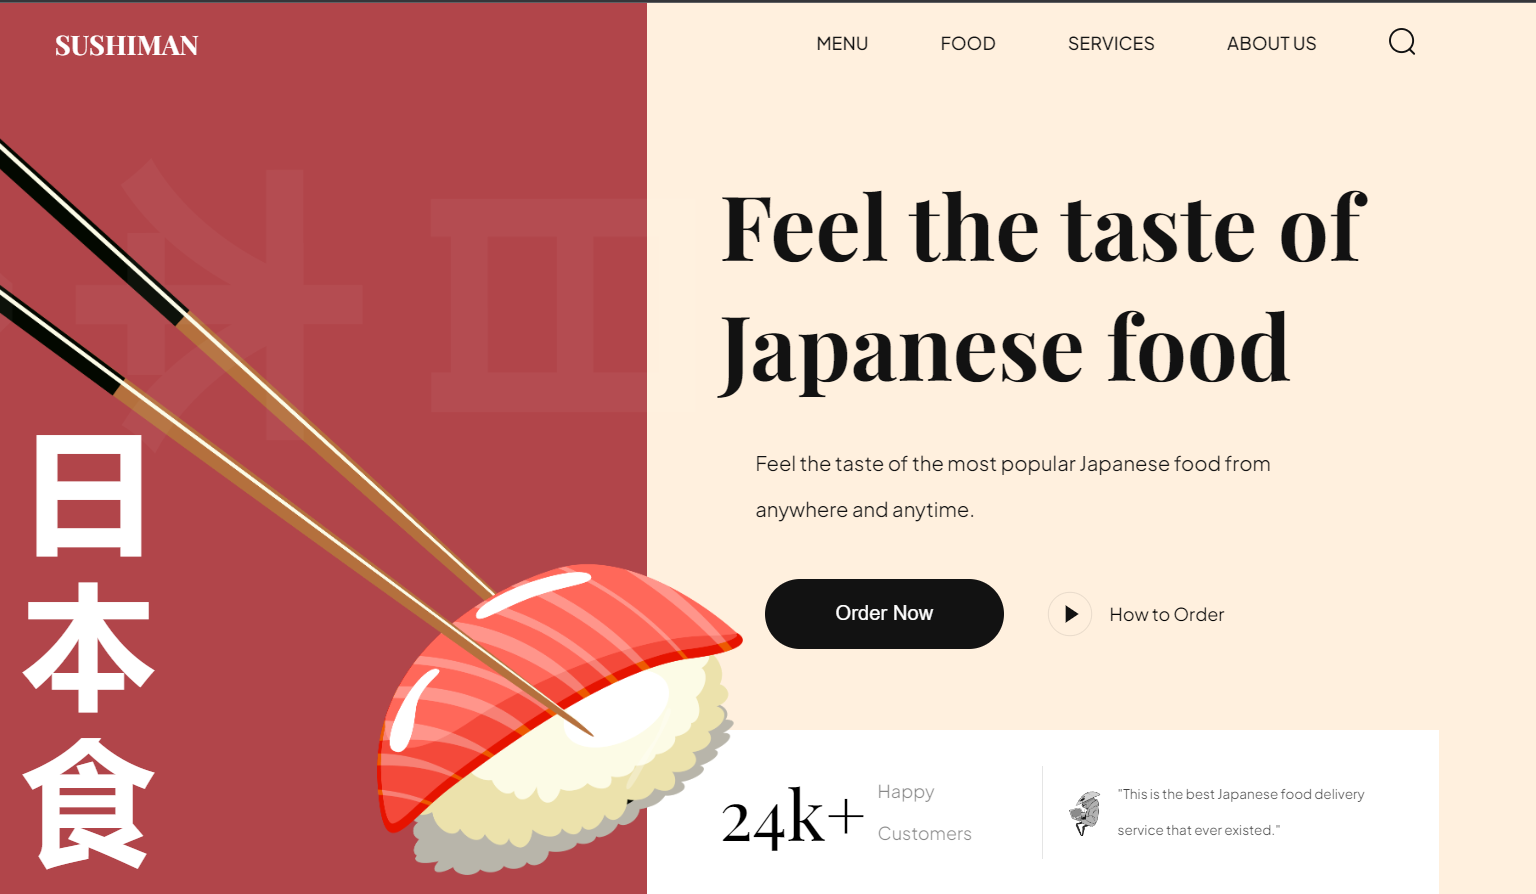 SUSHIMAN
MENU FOOD SERVICES ABOUT US
Feel the taste of
Japanese food
Feel the taste of the most popular Japanese food from
anywhere and anytime.
Order Now
How to Order
日
本
食
24k+
Happy
Customers
"This is the best Japanese food delivery
service that ever existed."